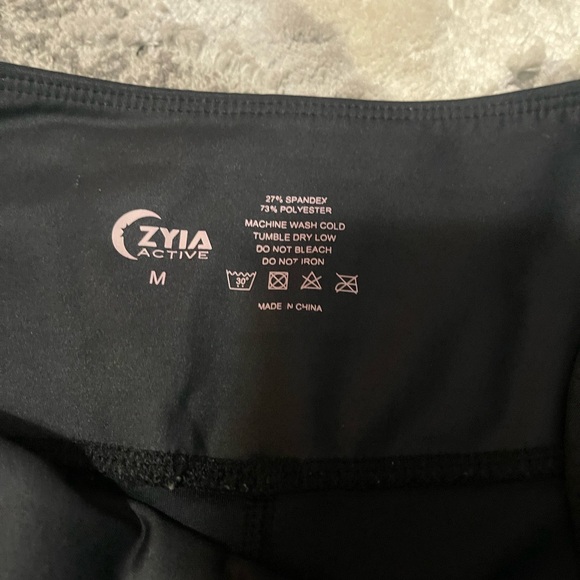 ZYIA
ACTIVE
M
27% SPANDEX
73% POLYESTER
MACHINE WASH COLD
TUMBLE DRY LOW
DO NOT BLEACH
DO NOT IRON
30°
MADE IN CHINA